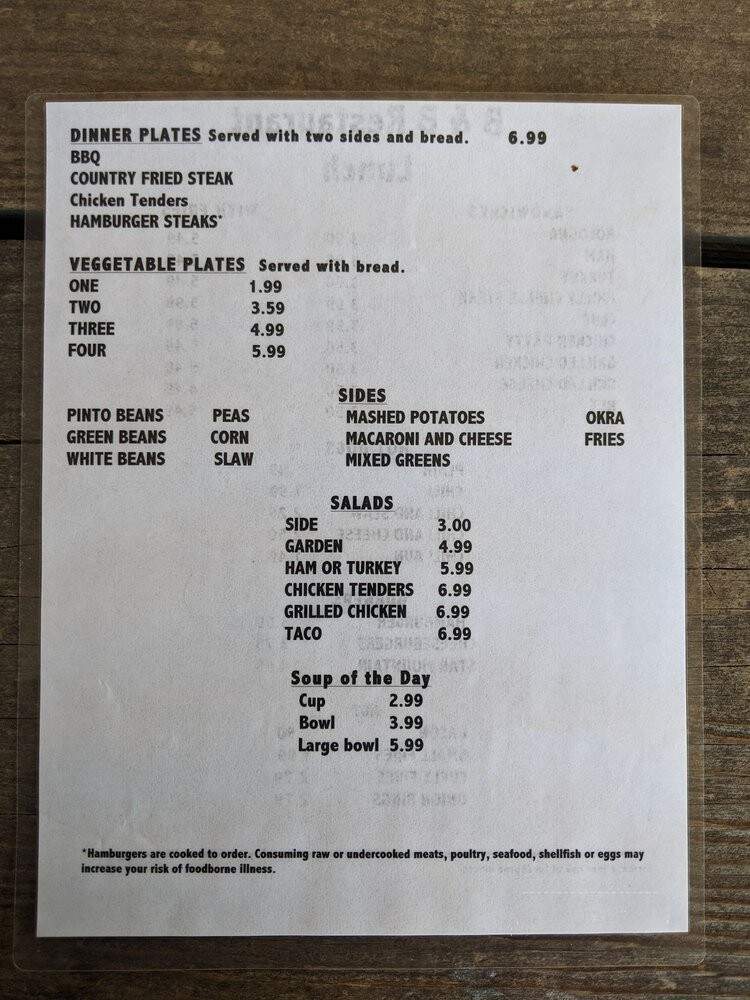 DINNER PLATES Served with two sides and bread. 6.99
BBQ
COUNTRY FRIED STEAK
Chicken Tenders
HAMBURGER STEAKS*
VEGGETABLE PLATES Served with bread.
ONE 1.99
TWO 3.59
THREE 4.99
FOUR 5.99
SIDES
PINTO BEANS PEAS MASHED POTATOES OKRA
GREEN BEANS CORN MACARONI AND CHEESE FRIES
WHITE BEANS SLAW MIXED GREENS
SALADS
SIDE 3.00
GARDEN 4.99
HAM OR TURKEY 5.99
CHICKEN TENDERS 6.99
GRILLED CHICKEN 6.99
TACO 6.99
Soup of the Day
Cup 2.99
Bowl 3.99
Large bowl 5.99
*Hamburgers are cooked to order. Consuming raw or undercooked meats, poultry, seafood, shellfish or eggs may
increase your risk of foodborne illness.